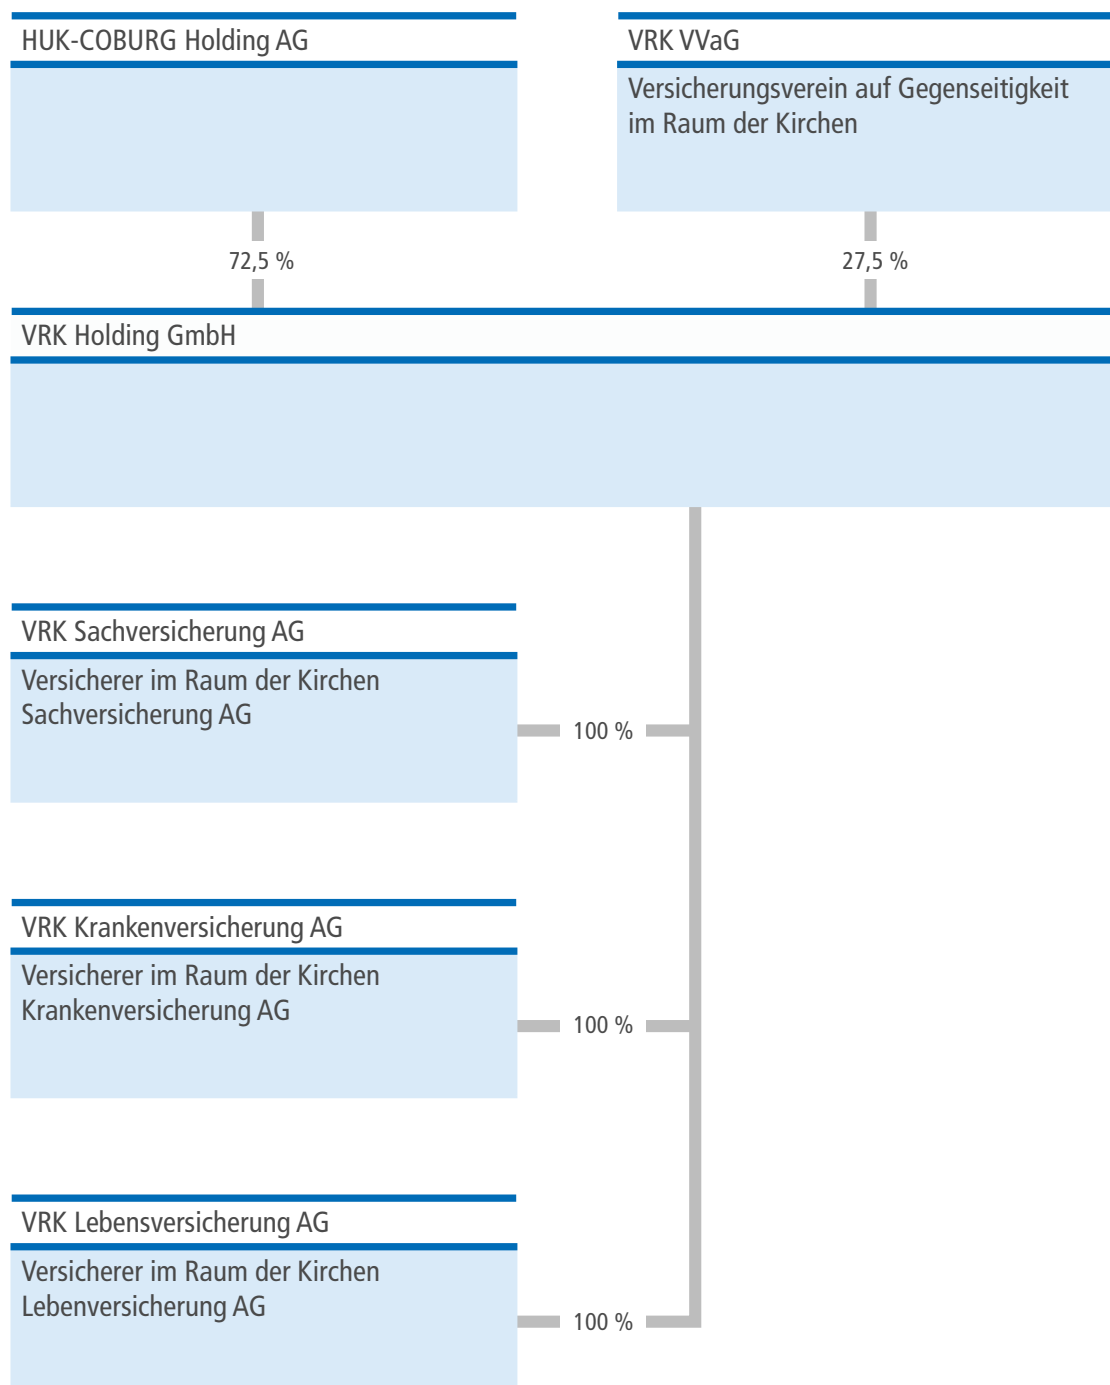 HUK-COBURG Holding AG
VRK VVaG
Versicherungsverein auf Gegenseitigkeit
im Raum der Kirchen
72,5 %
27,5 %
VRK Holding GmbH
VRK Sachversicherung AG
Versicherer im Raum der Kirchen
Sachversicherung AG
100 %
VRK Krankenversicherung AG
Versicherer im Raum der Kirchen
Krankenversicherung AG
100 %
VRK Lebensversicherung AG
Versicherer im Raum der Kirchen
Lebenversicherung AG
100 %